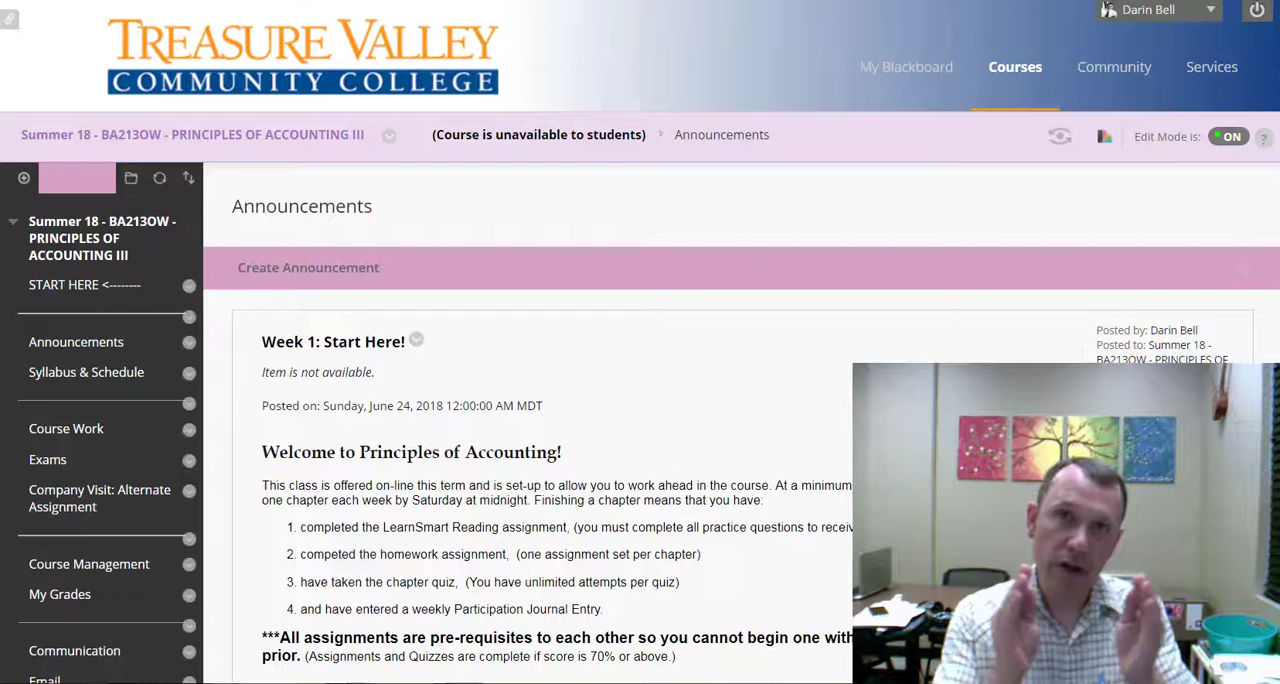 Darin Bell
TREASURE VALLEY
COMMUNITY COLLEGE
My Blackboard
Courses
Community
Services
Summer 18 - BA213OW - PRINCIPLES OF ACCOUNTING III
(Course is unavailable to students)
Announcements
Edit Mode is:
ON
?
Summer 18 - BA213OW -
PRINCIPLES OF
ACCOUNTING III
START HERE <--------
Announcements
Syllabus & Schedule
Course Work
Exams
Company Visit: Alternate
Assignment
Course Management
My Grades
Communication
Email
Announcements
Create Announcement
Week 1: Start Here!
Item is not available.
Posted on: Sunday, June 24, 2018 12:00:00 AM MDT
Posted by: Darin Bell
Posted to: Summer 18 -
BA213OW - PRINCIPLES OF
Welcome to Principles of Accounting!
This class is offered on-line this term and is set-up to allow you to work ahead in the course. At a minimum
one chapter each week by Saturday at midnight. Finishing a chapter means that you have:
1. completed the LearnSmart Reading assignment, (you must complete all practice questions to
2. competed the homework assignment, (one assignment set per chapter)
3. have taken the chapter quiz, (You have unlimited attempts per quiz)
4. and have entered a weekly Participation Journal Entry.
***All assignments are pre-requisites to each other so you cannot begin one
prior. (Assignments and Quizzes are complete if score is 70% or above.)